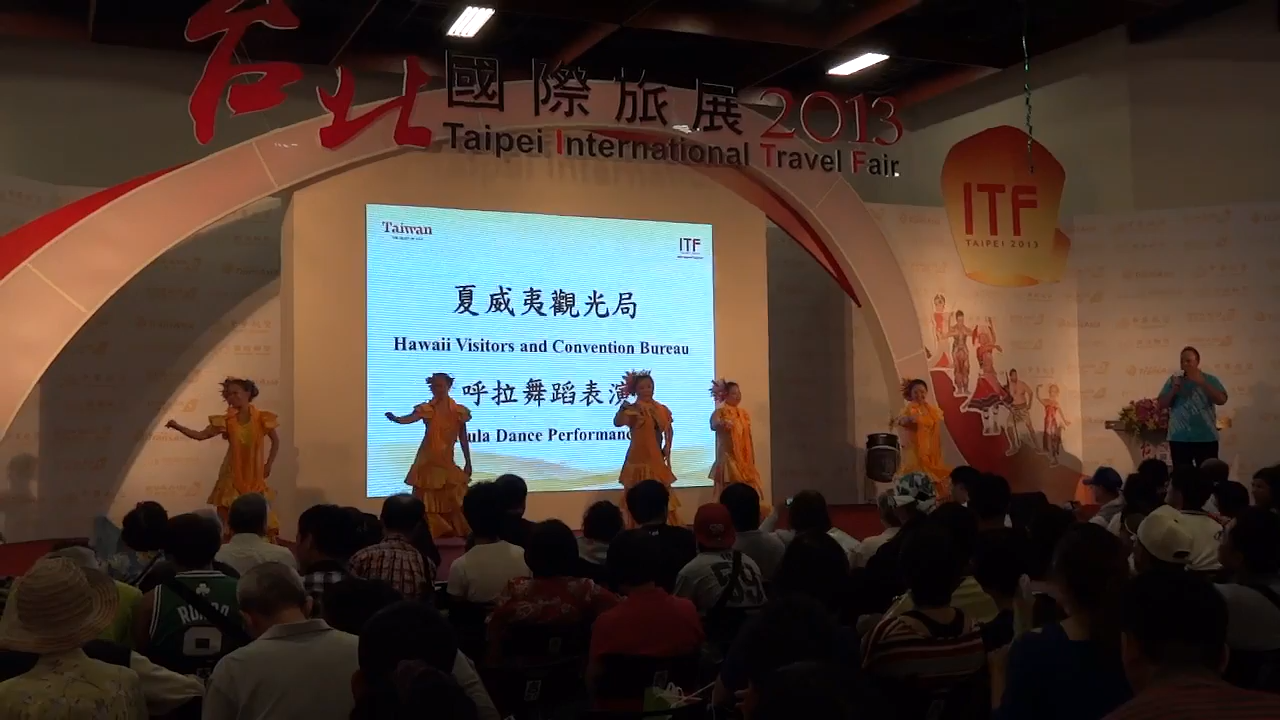 台北國際旅展2013
Taipei International Travel Fair
ITF
TAIPEI 2013
Taiwan
ITF
夏威夷觀光局
Hawaii Visitors and Convention Bureau
呼拉舞蹈表演
ula Dance Performanc